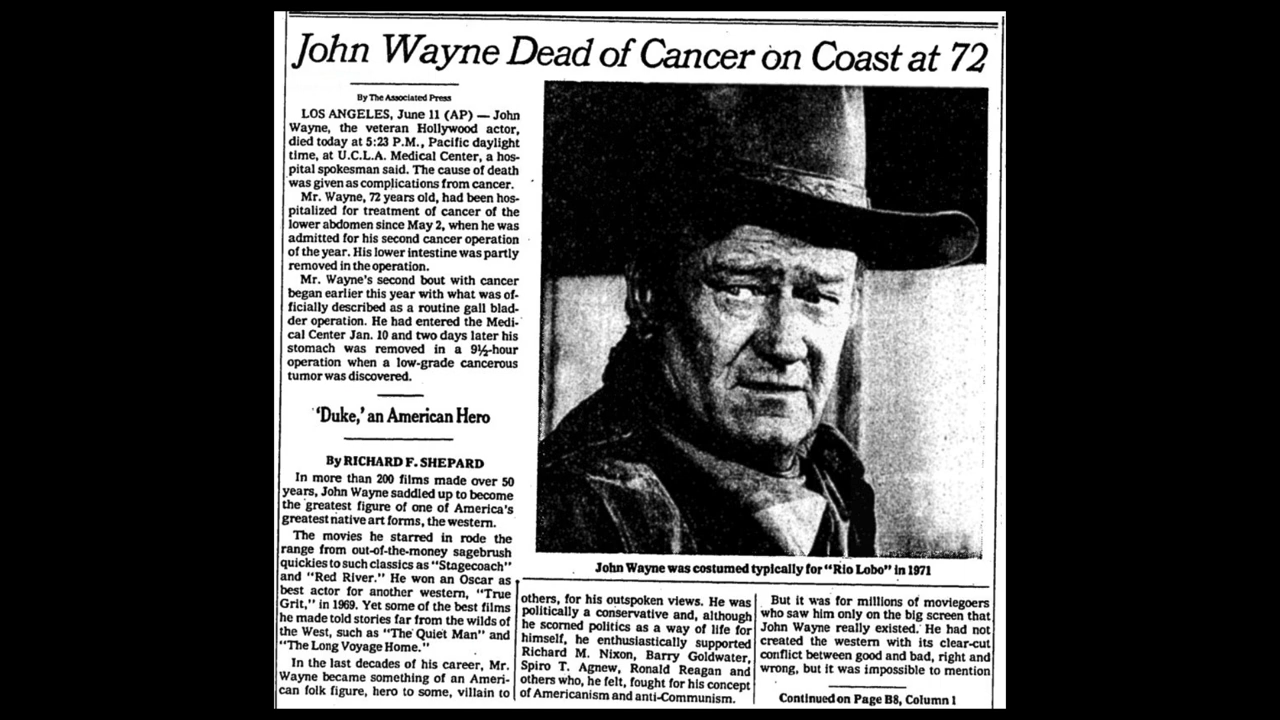 John Wayne Dead of Cancer on Coast at 72
By The Associated Press
LOS ANGELES, June 11 (AP) — John
Wayne, the veteran Hollywood actor,
died today at 5:23 P.M., Pacific daylight
time, at U.C.L.A. Medical Center, a hos-
pital spokesman said. The cause of death
was given as complications from cancer.
Mr. Wayne, 72 years old, had been hos-
pitalized for treatment of cancer of the
lower abdomen since May 2, when he was
admitted for his second cancer operation
of the year. His lower intestine was partly
removed in the operation.
Mr. Wayne's second bout with cancer
began earlier this year with what was of-
ficially described as a routine gall blad-
der operation. He had entered the Medi-
cal Center Jan. 10 and two days later his
stomach was removed in a 9½-hour
operation when a low-grade cancerous
tumor was discovered.
'Duke,' an American Hero
By RICHARD F. SHEPARD
In more than 200 films made over 50
years, John Wayne saddled up to become
the greatest figure of one of America's
greatest native art forms, the western.
The movies he starred in rode the
range from out-of-the-money sagebrush
quickies to such classics as "Stagecoach"
and "Red River." He won an Oscar as
best actor for another western, "True
Grit," in 1969. Yet some of the best films
he made told stories far from the wilds of
the West, such as "The Quiet Man" and
"The Long Voyage Home."
In the last decades of his career, Mr.
Wayne became something of an Ameri-
can folk figure, hero to some, villain to
John Wayne was costumed typically for "Rio Lobo" in 1971
others, for his outspoken views. He was
politically a conservative and, although
he scorned politics as a way of life for
himself, he enthusiastically supported
Richard M. Nixon, Barry Goldwater,
Spiro T. Agnew, Ronald Reagan and
others who, he felt, fought for his concept
of Americanism and anti-Communism.
But it was for millions of moviegoers
who saw him only on the big screen that
John Wayne really existed. He had not
created the western with its clear-cut
conflict between good and bad, right and
wrong, but it was impossible to mention
Continued on Page B8, Column 1